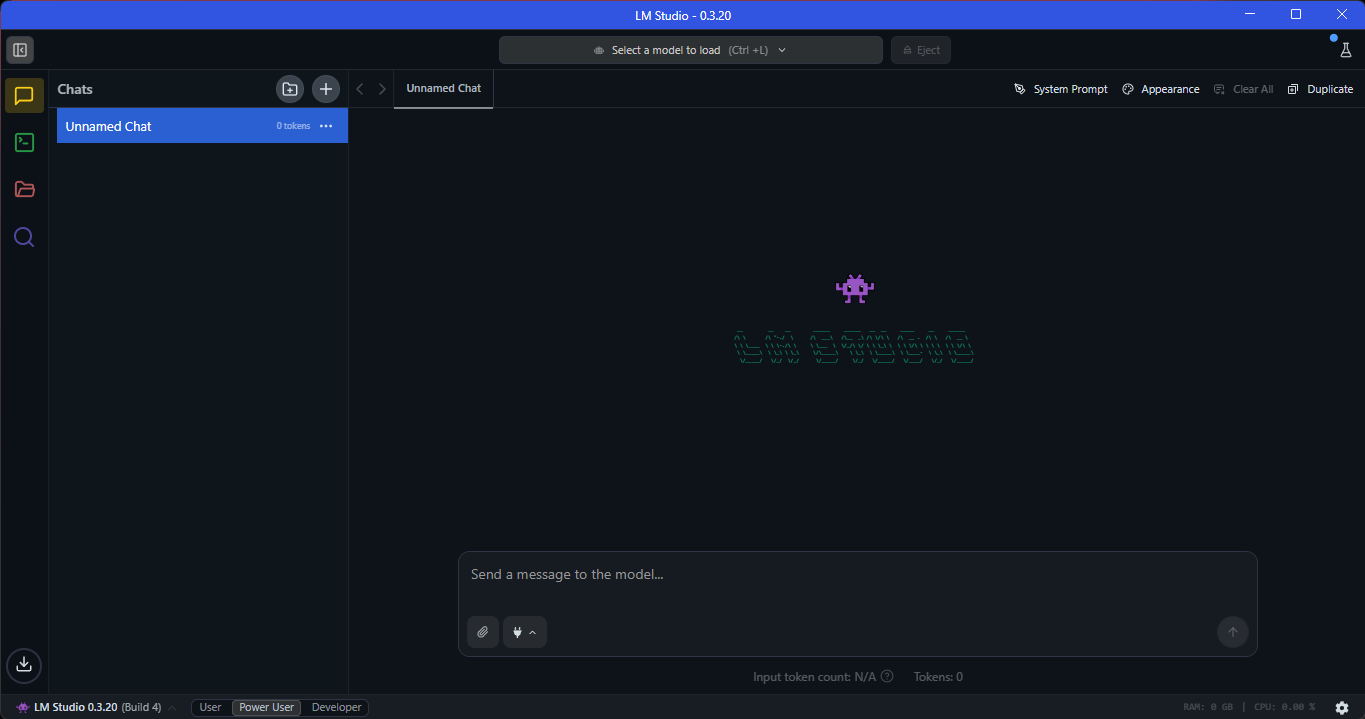 LM Studio - 0.3.20
Select a model to load (Ctrl +L)
Eject
Chats
Unnamed Chat
System Prompt
Appearance
Clear All
Duplicate
Unnamed Chat
0 tokens
LM STUDIO
Send a message to the model...
Input token count: N/A ?
Tokens: 0
LM Studio 0.3.20 (Build 4)
User
Power User
Developer
RAM: 0 GB | CPU: 0.00 %